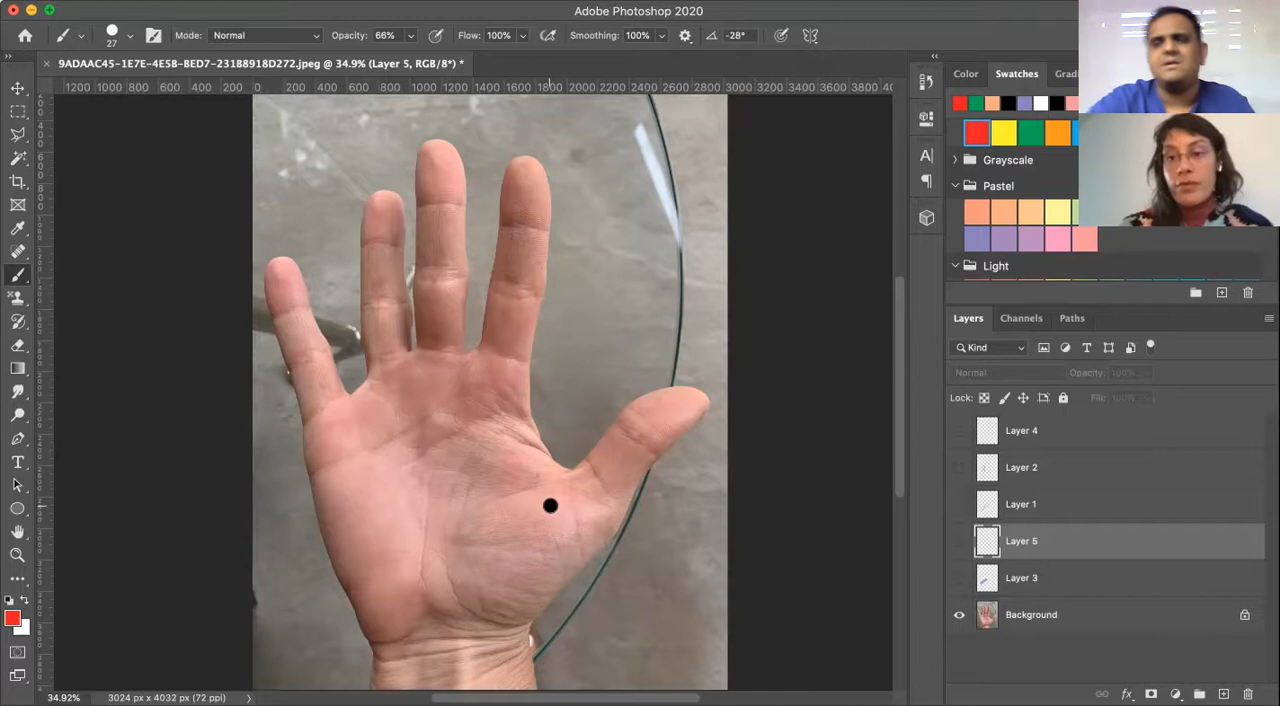 Adobe Photoshop 2020
27 Mode: Normal Opacity: 66% Flow: 100% Smoothing: 100% -28°
9ADAAC45-1E7E-4E5B-BED7-231B8918D272.jpeg @ 34.9% (Layer 5, RGB/8*) *
1200 1000 800 600 400 200 0 200 400 600 800 1000 1200 1400 1600 1800 2000 2200 2400 2600 2800 3000 3200 3400 3600 3800
Color Swatches Gradi
Grayscale
Pastel
Light
Layers Channels Paths
Kind
Normal Opacity: 100%
Lock: Fill: 100%
Layer 4
Layer 2
Layer 1
Layer 5
Layer 3
Background
34.92% 3024 px x 4032 px (72 ppi)